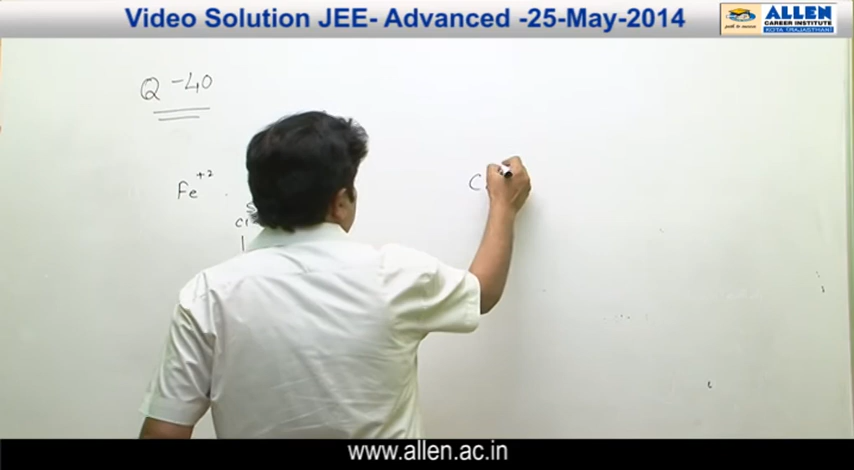 Video Solution JEE- Advanced -25-May-2014
ALLEN
CAREER INSTITUTE
KOTA (RAJASTHAN)
Q -40
Fe +2
C
www.allen.ac.in